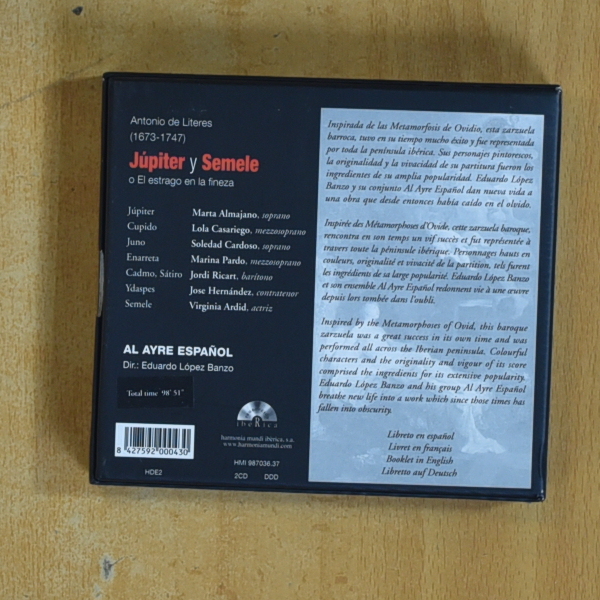 Antonio de Literes
(1673-1747)
Júpiter y Semele
o El estrago en la fineza
Júpiter Marta Almajano, soprano
Cupido Lola Casariego, mezzosoprano
Juno Soledad Cardoso, soprano
Enarreta Marina Pardo, mezzosoprano
Cadmo, Sátiro Jordi Ricart, barítono
Ydaspes Jose Hernández, contratenor
Semele Virginia Ardid, actriz
AL AYRE ESPAÑOL
Dir.: Eduardo López Banzo
Total time 98' 51"
ibèRica
harmonia mundi ibèrica, s.a.
www.harmoniamundi.com
8 427592 000430
HDE2
HMI 987036.37
2CD DDD
Inspirada de las Metamorfosis de Ovidio, esta zarzuela
barroca, tuvo en su tiempo mucho éxito y fue representada
por toda la península ibérica. Sus personajes pintorescos,
la originalidad y la vivacidad de su partitura fueron los
ingredientes de su amplia popularidad. Eduardo López
Banzo y su conjunto Al Ayre Español dan nueva vida a
una obra que desde entonces había caído en el olvido.
Inspirée des Métamorphoses d'Ovide, cette zarzuela baroque,
rencontra en son temps un vif succès et fut représentée à
travers toute la péninsule ibérique. Personnages hauts en
couleurs, originalité et vivacité de la partition, tels furent
les ingrédients de sa large popularité. Eduardo López Banzo
et son ensemble Al Ayre Español redonnent vie à une œuvre
depuis lors tombée dans l'oubli.
Inspired by the Metamorphoses of Ovid, this baroque
zarzuela was a great success in its own time and was
performed all across the Iberian peninsula. Colourful
characters and the originality and vigour of its score
comprised the ingredients for its extensive popularity.
Eduardo López Banzo and his group Al Ayre Español
breathe new life into a work which since those times has
fallen into obscurity.
Libreto en español
Livret en français
Booklet in English
Libretto auf Deutsch